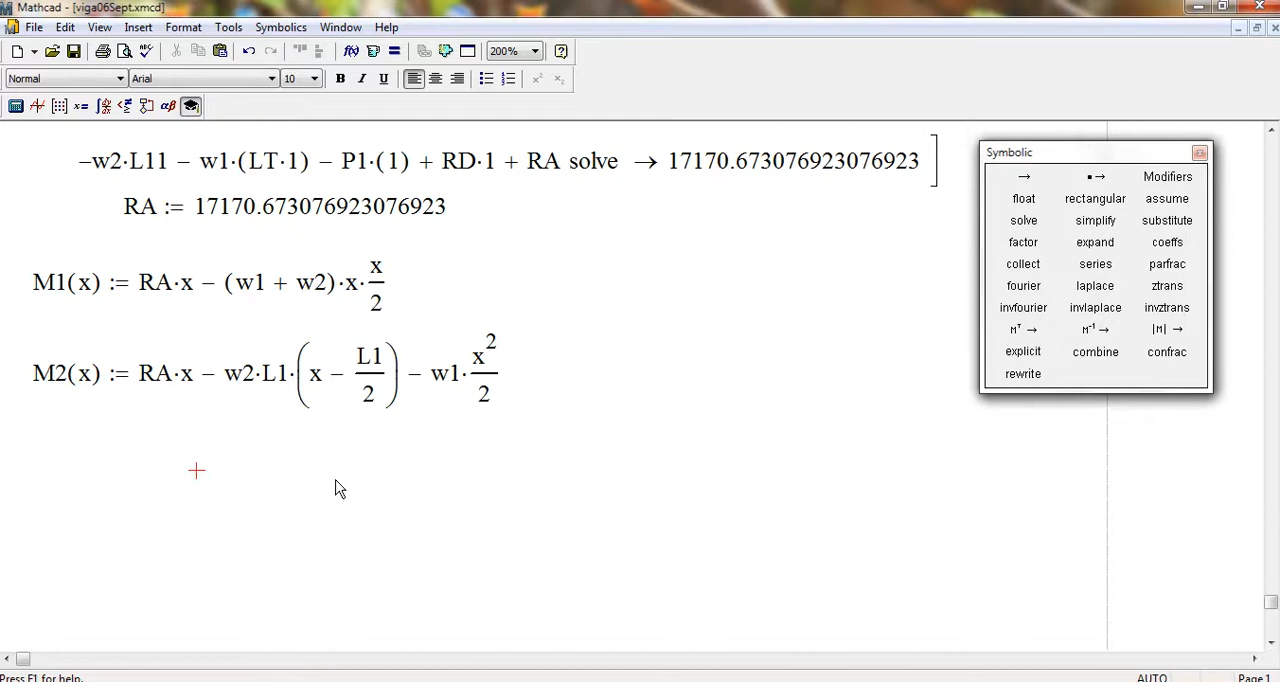 Mathcad - [viga06Sept.xmcd]
File Edit View Insert Format Tools Symbolics Window Help
200%
Normal Arial 10 B I U
−w2·L11 − w1·(LT·1) − P1·(1) + RD·1 + RA solve → 17170.673076923076923 ]
RA := 17170.673076923076923
M1(x) := RA·x − (w1 + w2)·x·x/2
M2(x) := RA·x − w2·L1·(x − L1/2) − w1·x²/2
Symbolic
→ ▪→ Modifiers
float rectangular assume
solve simplify substitute
factor expand coeffs
collect series parfrac
fourier laplace ztrans
invfourier invlaplace invztrans
Mᵀ → M⁻¹ → |M| →
explicit combine confrac
rewrite
Press F1 for help. AUTO Page 1